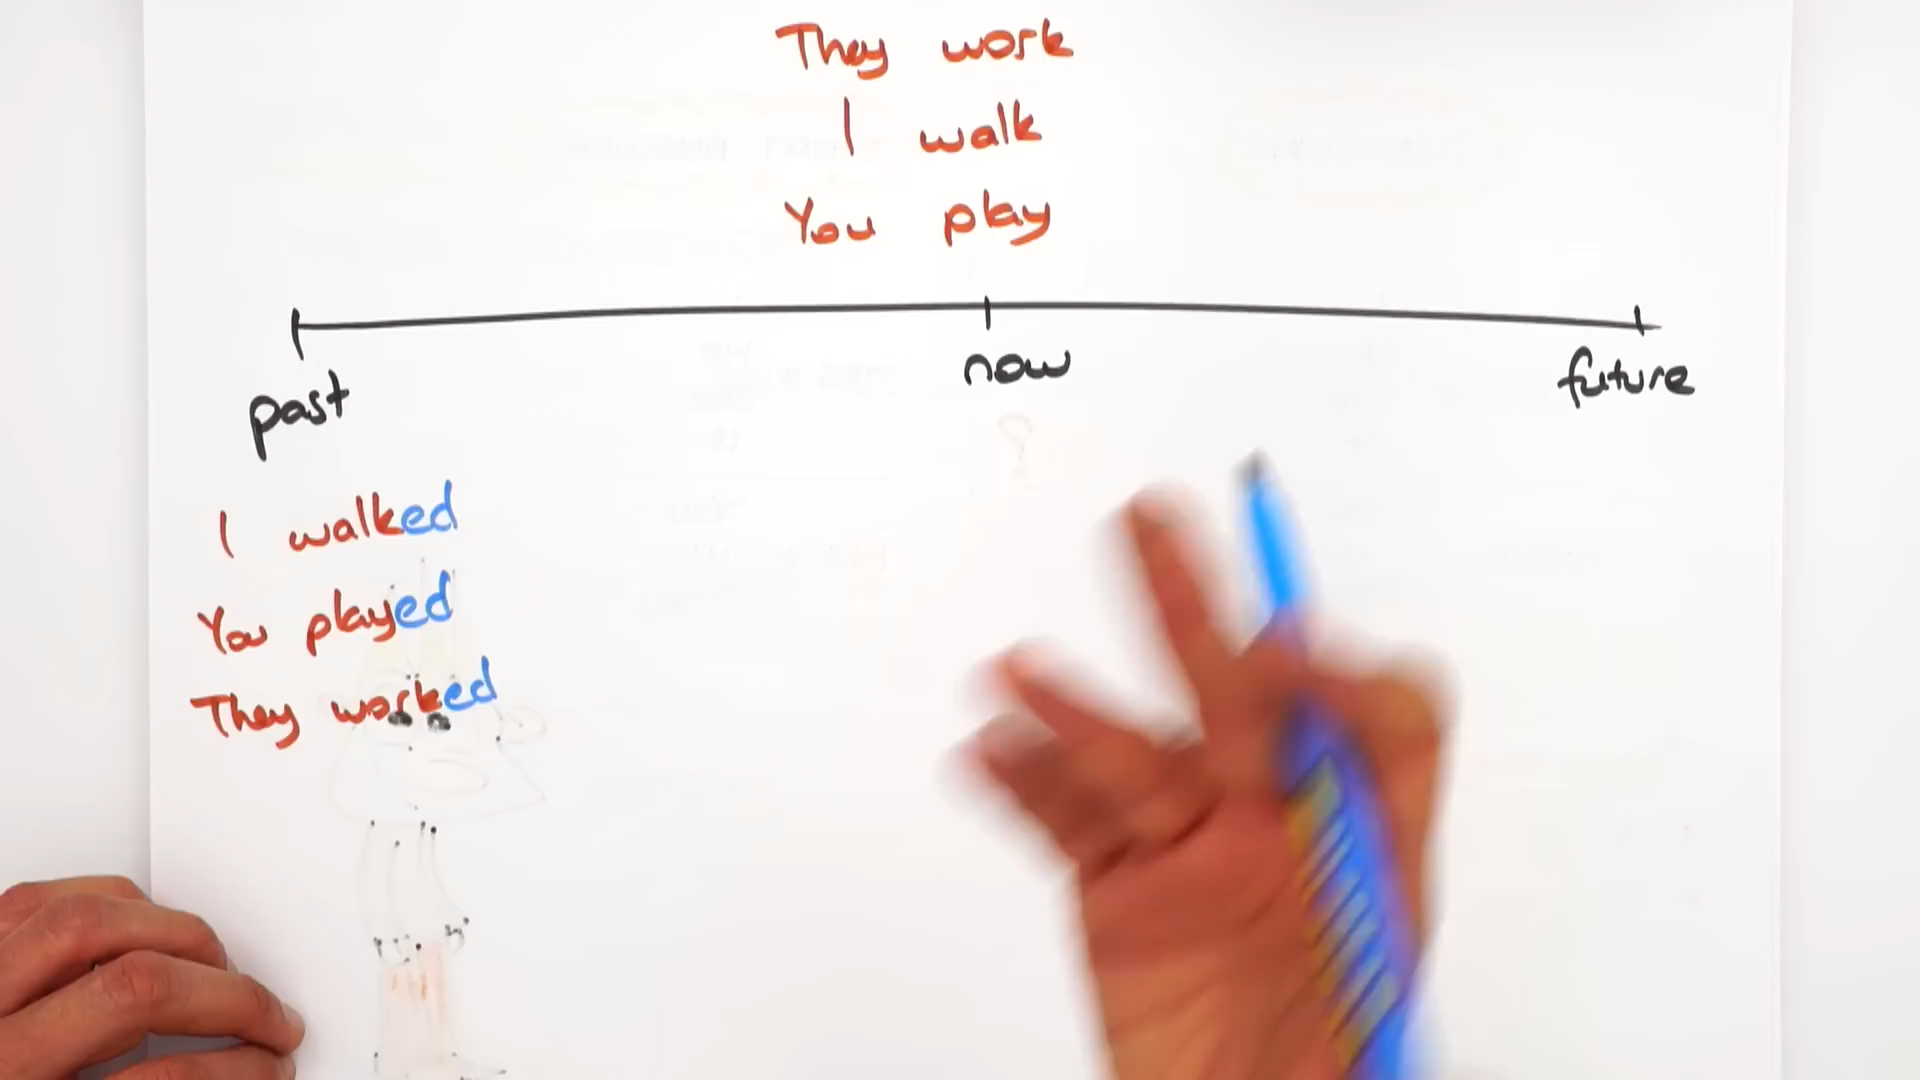 They work
I walk
You play
past
now
future
I walked
You played
They worked